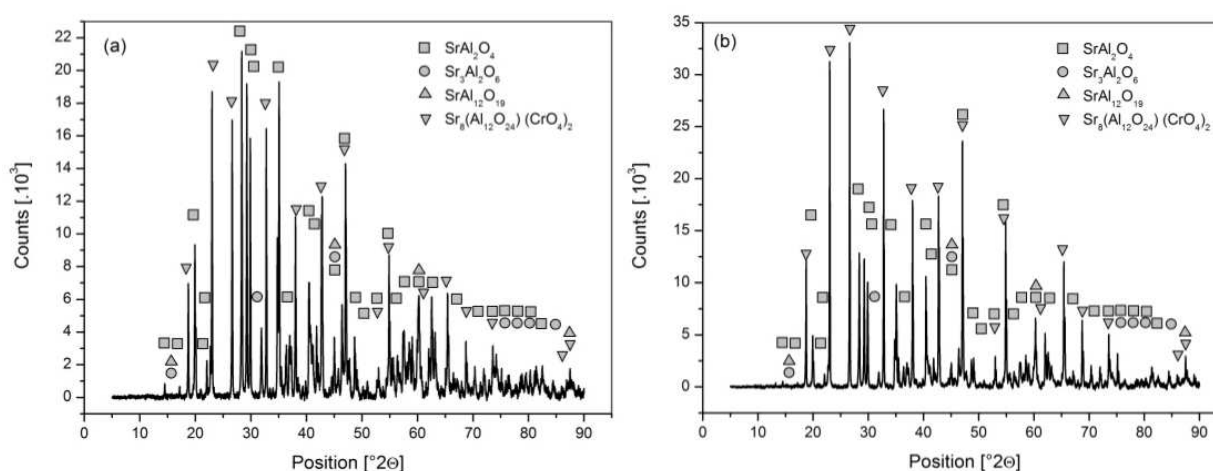 (a)
SrAl₂O₄
Sr₃Al₂O₆
SrAl₁₂O₁₉
Sr₈(Al₁₂O₂₄) (CrO₄)₂
Counts [.10³]
22
20
18
16
14
12
10
8
6
4
2
0
0 10 20 30 40 50 60 70 80 90
Position [°2Θ]
(b)
SrAl₂O₄
Sr₃Al₂O₆
SrAl₁₂O₁₉
Sr₈(Al₁₂O₂₄) (CrO₄)₂
Counts [.10³]
35
30
25
20
15
10
5
0
0 10 20 30 40 50 60 70 80 90
Position [°2Θ]